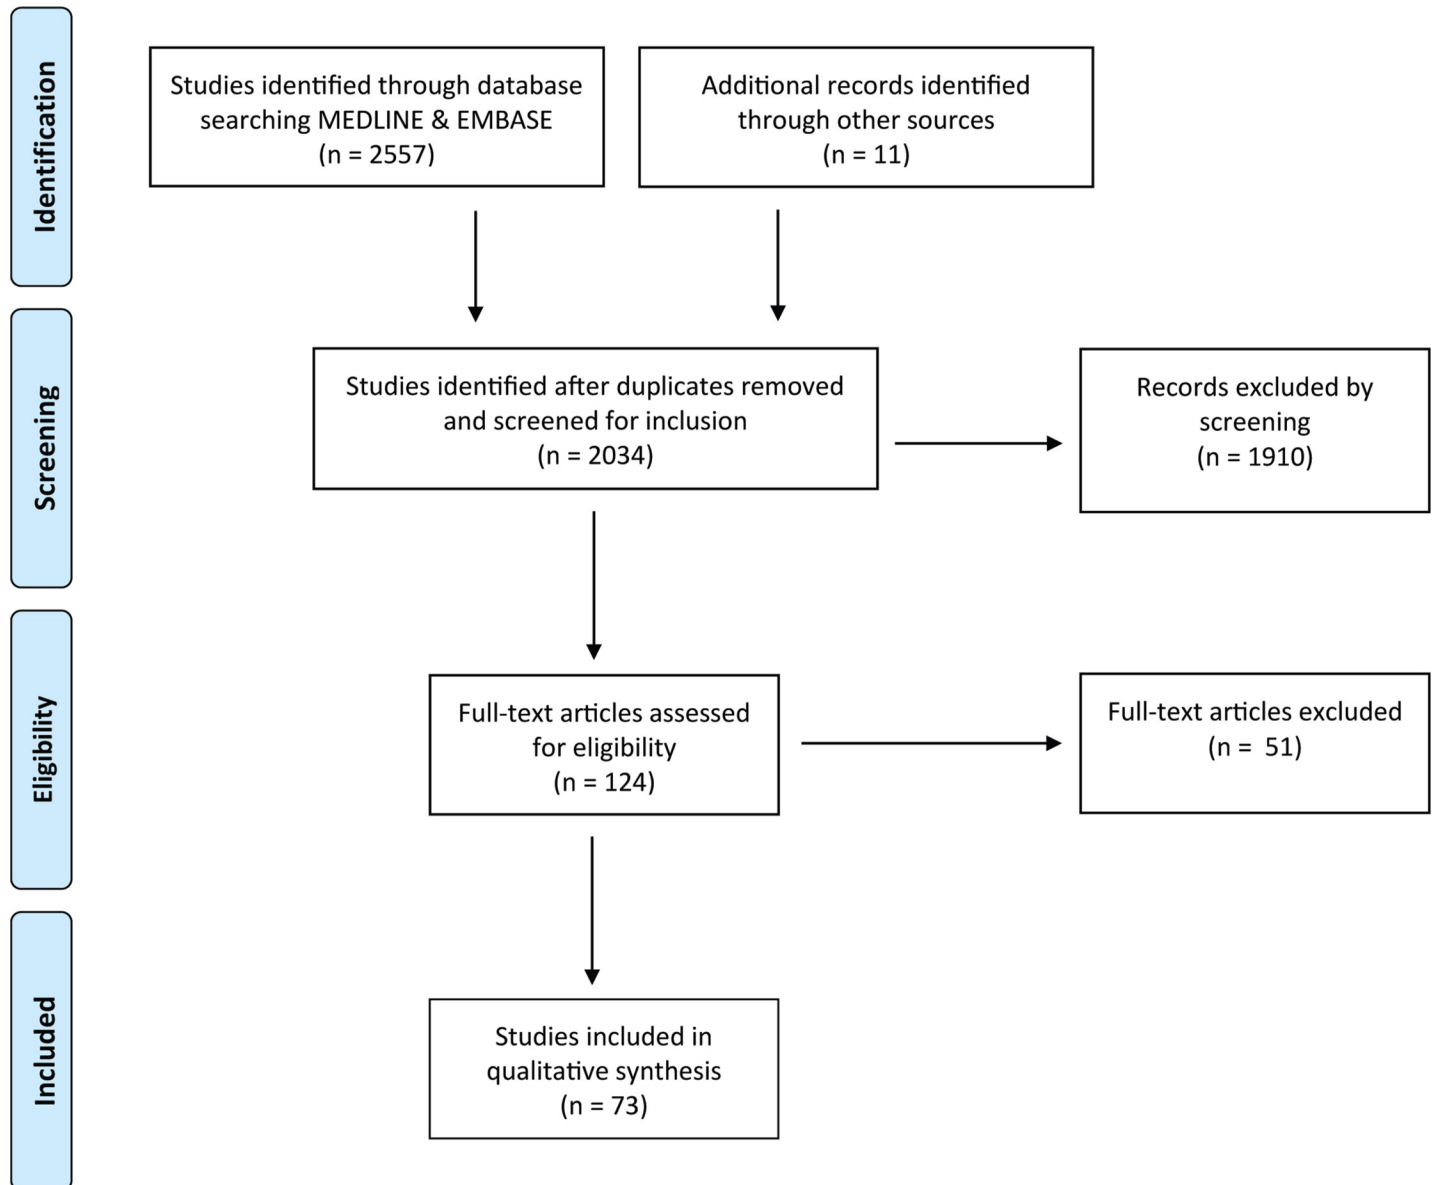 Identification
Studies identified through database
searching MEDLINE & EMBASE
(n = 2557)
Additional records identified
through other sources
(n = 11)
Screening
Studies identified after duplicates removed
and screened for inclusion
(n = 2034)
Records excluded by
screening
(n = 1910)
Eligibility
Full-text articles assessed
for eligibility
(n = 124)
Full-text articles excluded
(n =  51)
Included
Studies included in
qualitative synthesis
(n = 73)